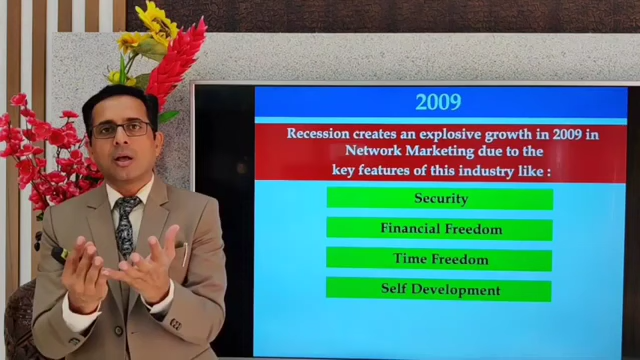 2009
Recession creates an explosive growth in 2009 in
Network Marketing due to the
key features of this industry like :
Security
Financial Freedom
Time Freedom
Self Development